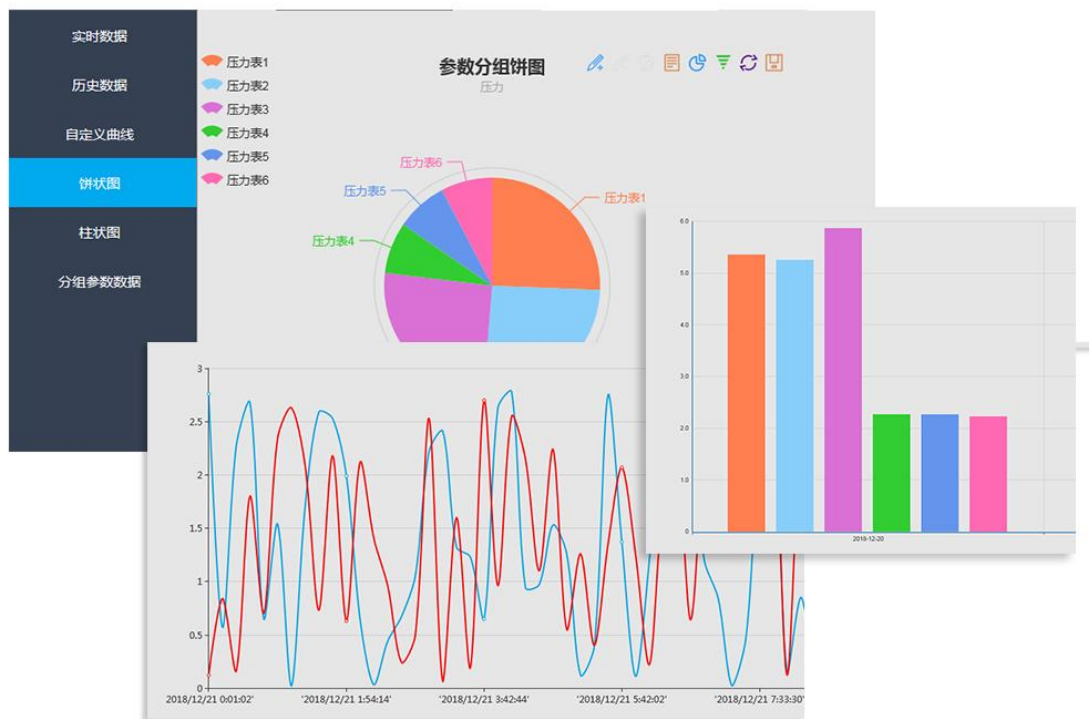 实时数据
历史数据
自定义曲线
饼状图
柱状图
分组参数数据
压力表1
压力表2
压力表3
压力表4
压力表5
压力表6
参数分组饼图
压力
压力表6
压力表5
压力表4
压力表1
6.0
5.0
4.0
3.0
2.0
1.0
0
2018-12-20
3
2.5
2
1.5
1
0.5
0
2018/12/21 0:01:02'
'2018/12/21 1:54:14'
'2018/12/21 3:42:44'
'2018/12/21 5:42:02'
'2018/12/21 7:33:30'